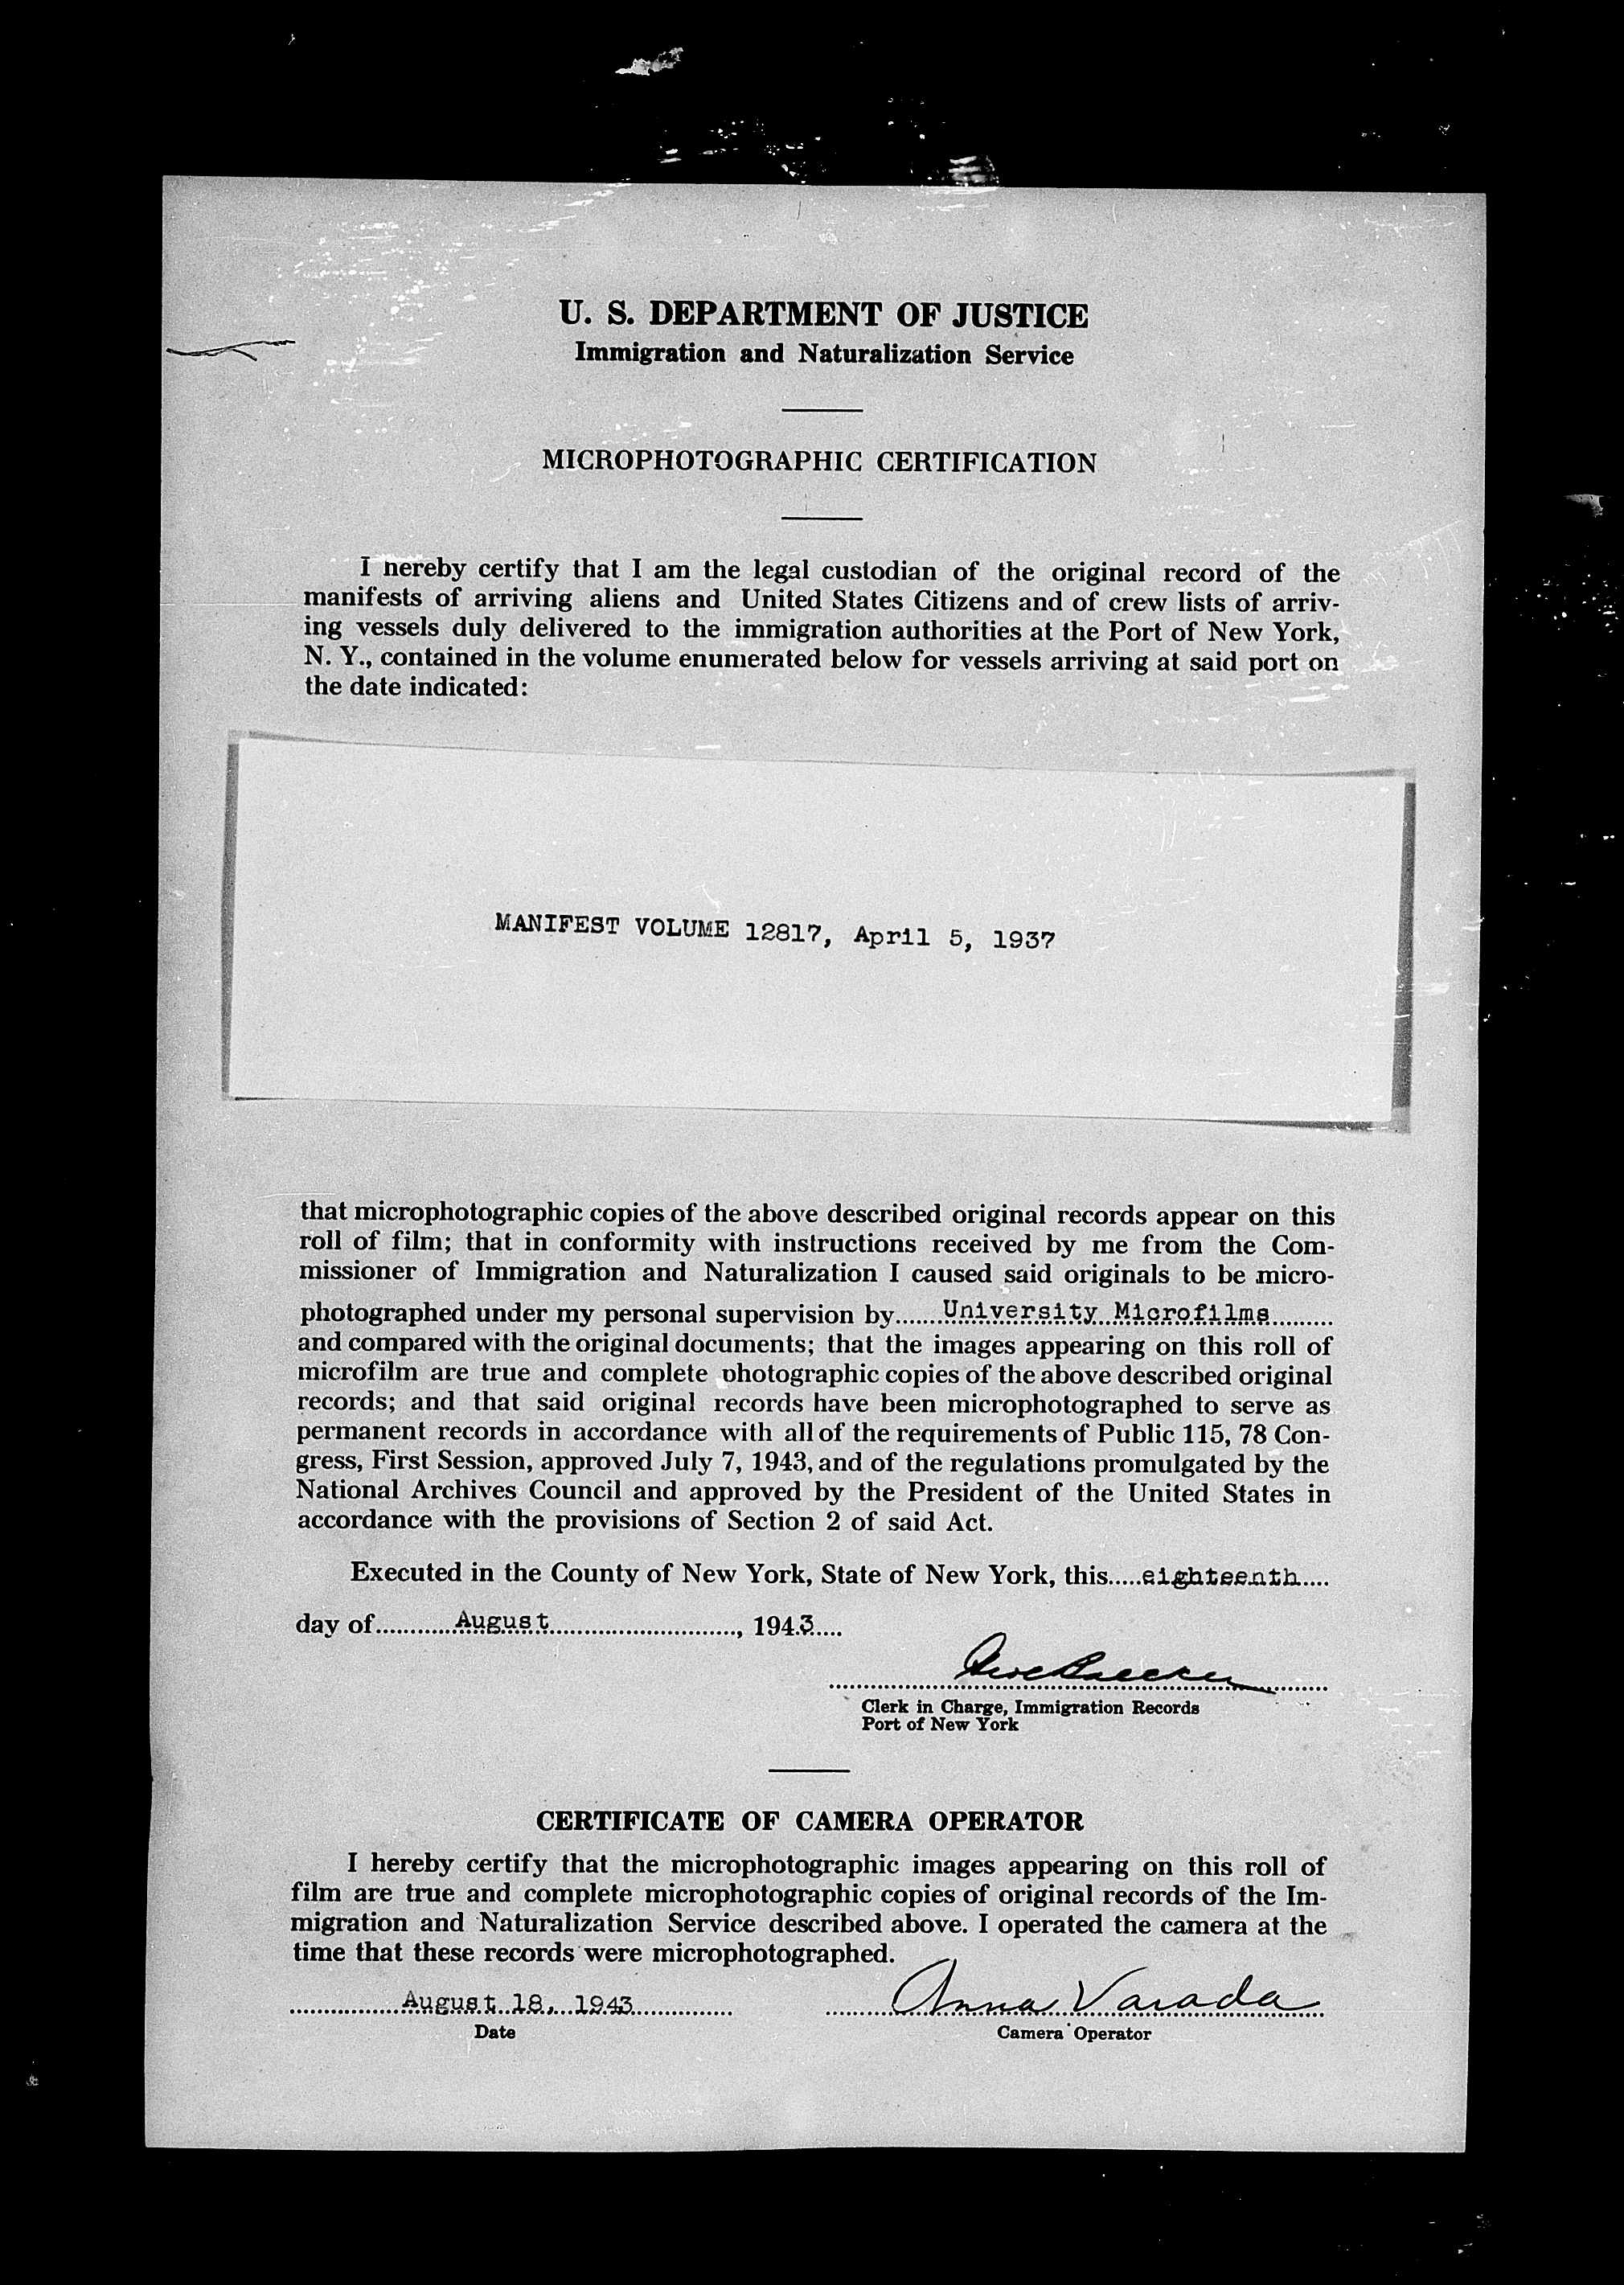 U. S. DEPARTMENT OF JUSTICE
Immigration and Naturalization Service
MICROPHOTOGRAPHIC CERTIFICATION
I hereby certify that I am the legal custodian of the original record of the
manifests of arriving aliens and United States Citizens and of crew lists of arriv-
ing vessels duly delivered to the immigration authorities at the Port of New York,
N. Y., contained in the volume enumerated below for vessels arriving at said port on
the date indicated:
MANIFEST VOLUME 12817, April 5, 1937
that microphotographic copies of the above described original records appear on this
roll of film; that in conformity with instructions received by me from the Com-
missioner of Immigration and Naturalization I caused said originals to be micro-
photographed under my personal supervision by......University Microfilms.........
and compared with the original documents; that the images appearing on this roll of
microfilm are true and complete photographic copies of the above described original
records; and that said original records have been microphotographed to serve as
permanent records in accordance with all of the requirements of Public 115, 78 Con-
gress, First Session, approved July 7, 1943, and of the regulations promulgated by the
National Archives Council and approved by the President of the United States in
accordance with the provisions of Section 2 of said Act.
Executed in the County of New York, State of New York, this.....eighteenth.....
day of............August............................, 1943.....
Clerk in Charge, Immigration Records
Port of New York
CERTIFICATE OF CAMERA OPERATOR
I hereby certify that the microphotographic images appearing on this roll of
film are true and complete microphotographic copies of original records of the Im-
migration and Naturalization Service described above. I operated the camera at the
time that these records were microphotographed.
August 18, 1943 Anna Varada
Date Camera Operator